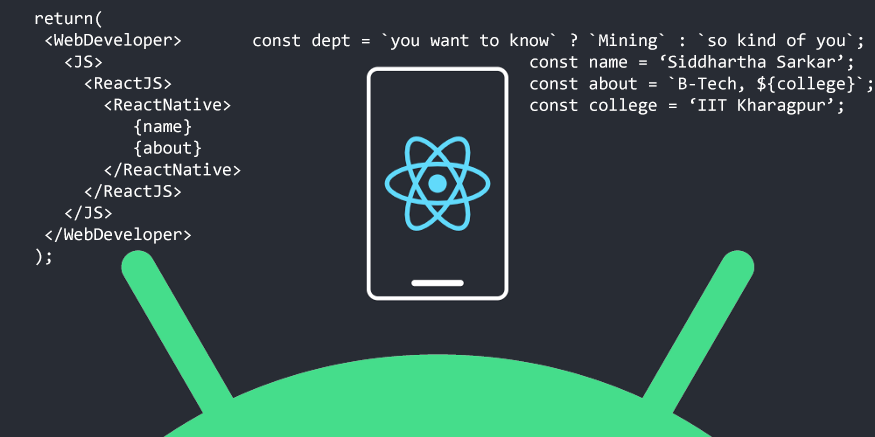 return(
<WebDeveloper>
<JS>
<ReactJS>
<ReactNative>
{name}
{about}
</ReactNative>
</ReactJS>
</JS>
</WebDeveloper>
);
const dept = `you want to know` ? `Mining` : `so kind of you`;
const name = ‘Siddhartha Sarkar’;
const about = `B-Tech, ${college}`;
const college = ‘IIT Kharagpur’;